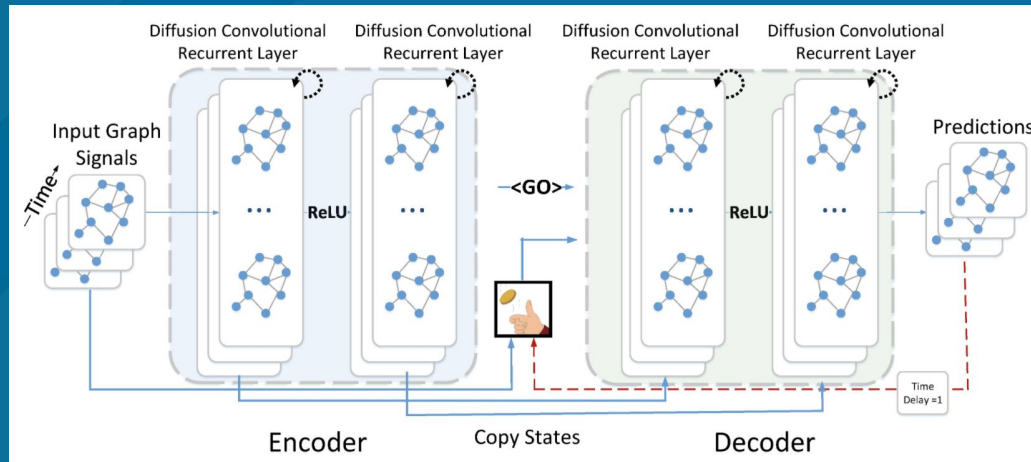 Diffusion Convolutional
Recurrent Layer
Diffusion Convolutional
Recurrent Layer
Diffusion Convolutional
Recurrent Layer
Diffusion Convolutional
Recurrent Layer
Input Graph
Signals
Time
...
ReLU
...
<GO>
...
ReLU
...
Predictions
Time
Delay =1
Encoder
Copy States
Decoder